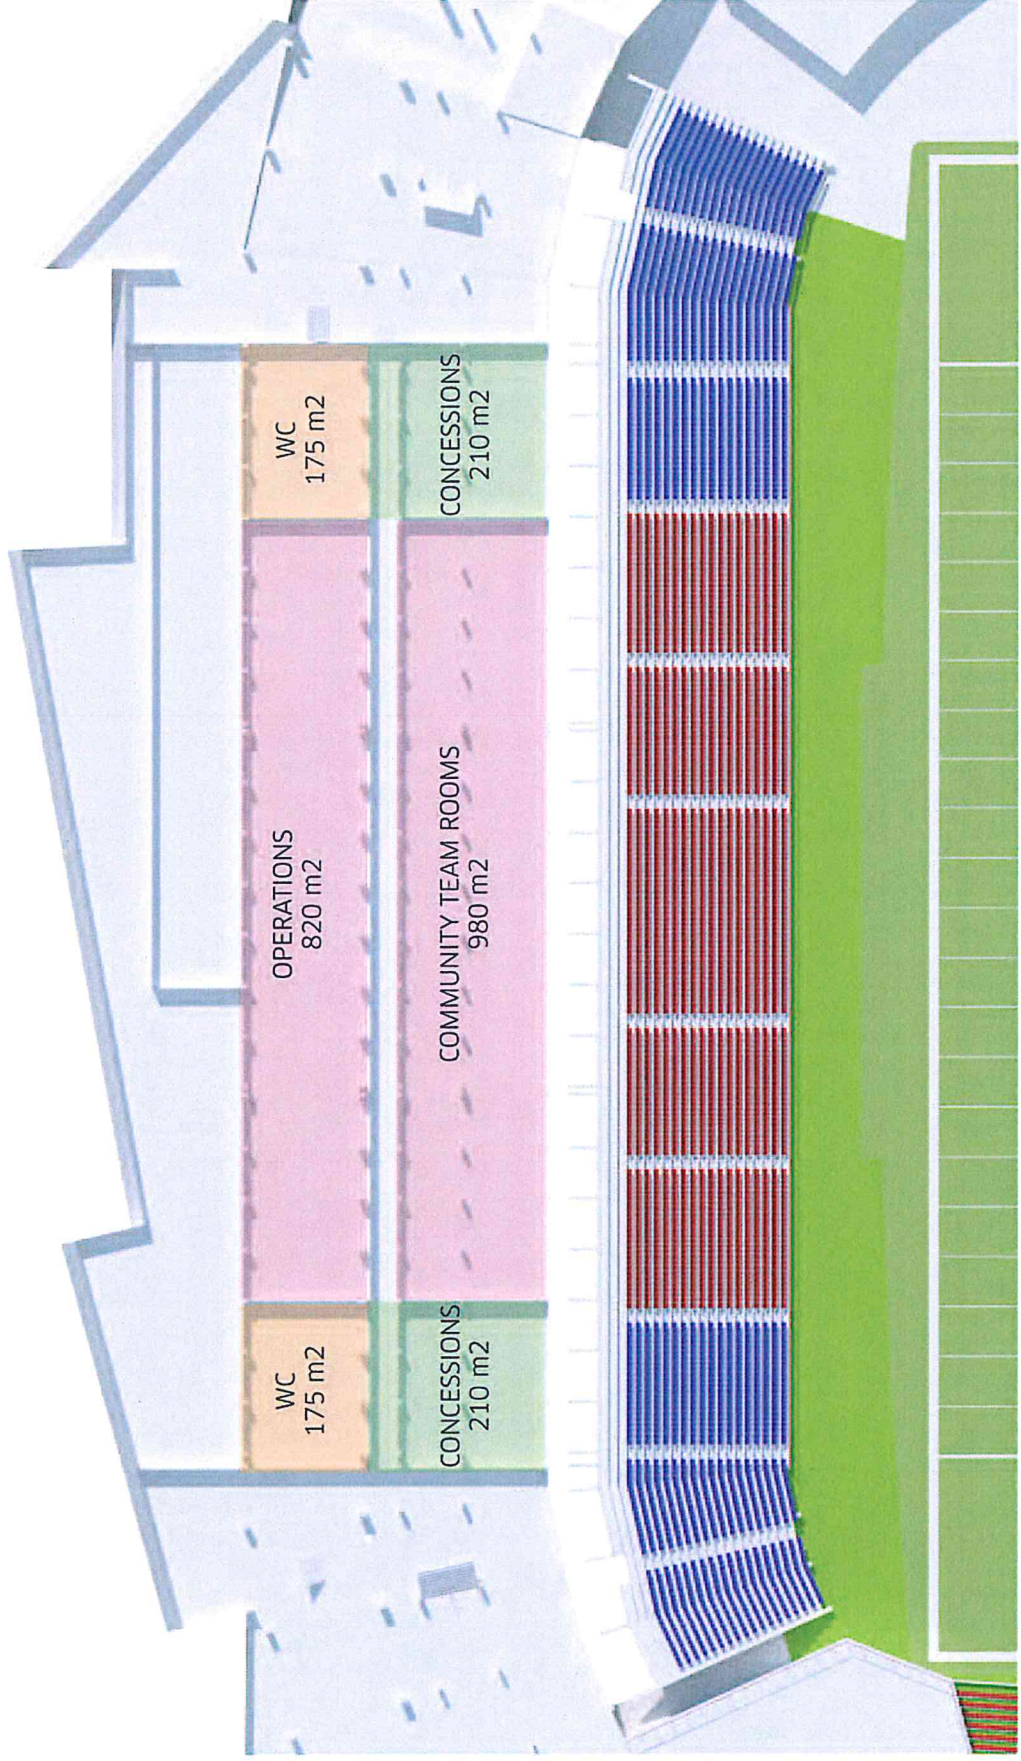 WC
175 m2
OPERATIONS
820 m2
WC
175 m2
CONCESSIONS
210 m2
COMMUNITY TEAM ROOMS
980 m2
CONCESSIONS
210 m2